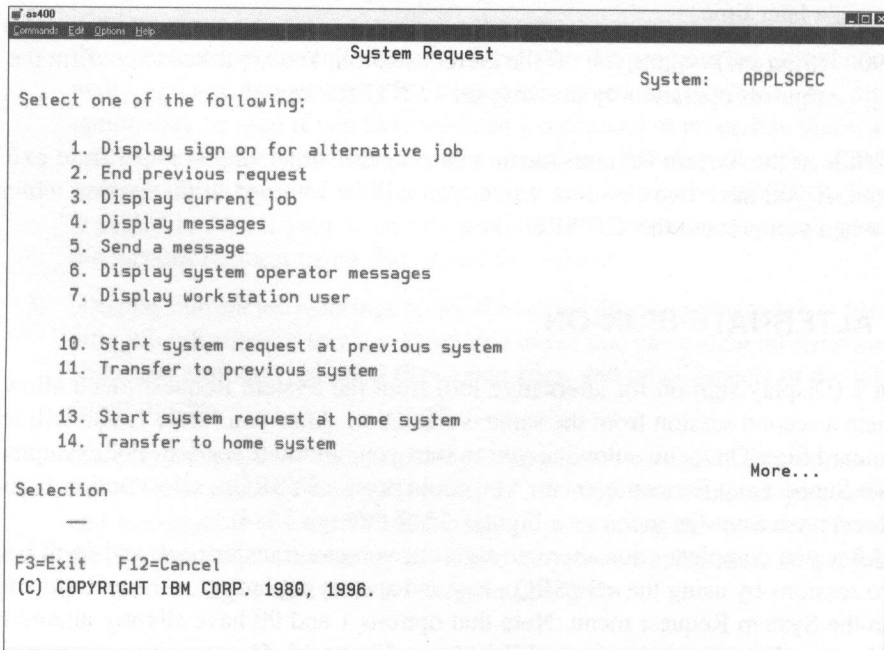 as400
Commands Edit Options Help
System Request
System: APPLSPEC
Select one of the following:
1. Display sign on for alternative job
2. End previous request
3. Display current job
4. Display messages
5. Send a message
6. Display system operator messages
7. Display workstation user
10. Start system request at previous system
11. Transfer to previous system
13. Start system request at home system
14. Transfer to home system
More...
Selection
F3=Exit F12=Cancel
(C) COPYRIGHT IBM CORP. 1980, 1996.